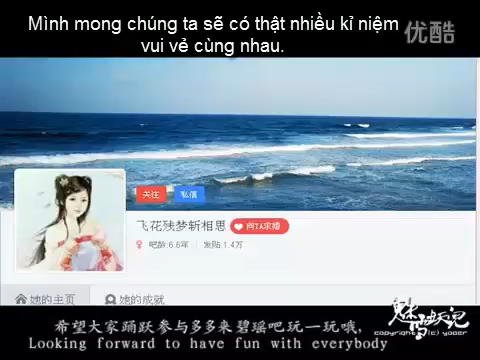 Mình mong chúng ta sẽ có thật nhiều kỉ niệm
vui vẻ cùng nhau.
优酷
关注
私信
飞花残梦斩相思
向TA求婚
吧龄 6.6年
发贴 1.4万
她的主页
她的成就
希望大家踊跃参与多多来碧瑶吧玩一玩哦,
Looking forward to have fun with everybody
copyright